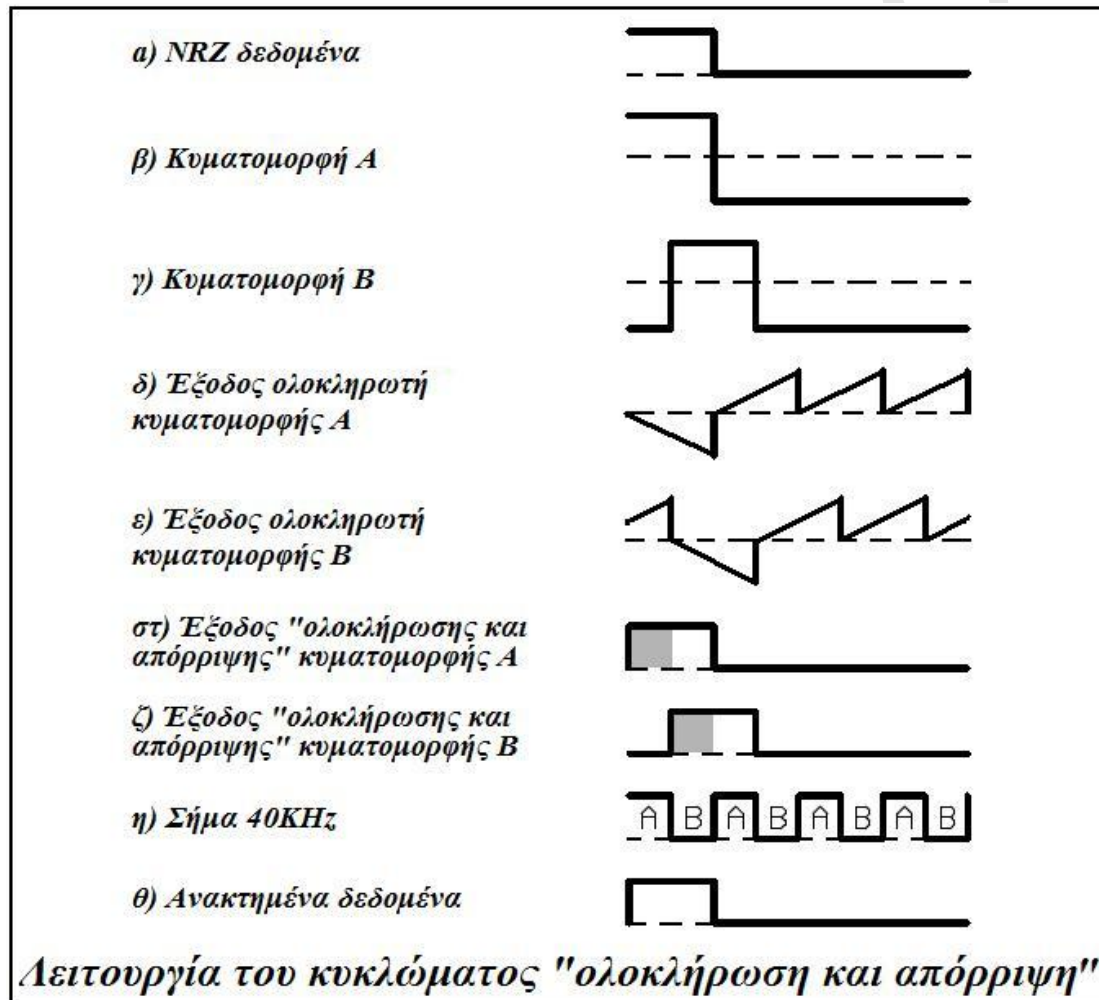 α) NRZ δεδομένα
β) Κυματομορφή Α
γ) Κυματομορφή Β
δ) Έξοδος ολοκληρωτή
κυματομορφής Α
ε) Έξοδος ολοκληρωτή
κυματομορφής Β
στ) Έξοδος "ολοκλήρωσης και
απόρριψης" κυματομορφής Α
ζ) Έξοδος "ολοκλήρωσης και
απόρριψης" κυματομορφής Β
η) Σήμα 40KHz
A B A B A B A B
θ) Ανακτημένα δεδομένα
Λειτουργία του κυκλώματος "ολοκλήρωση και απόρριψη"